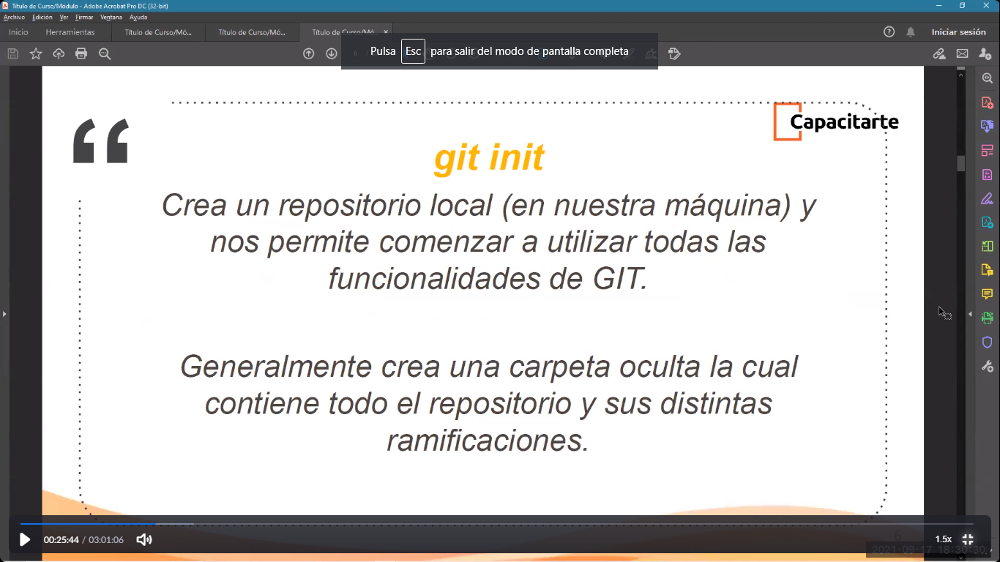 Título de Curso/Módulo - Adobe Acrobat Pro DC (32-bit)
Archivo Edición Ver Firmar Ventana Ayuda
Inicio Herramientas Título de Curso/Mó... Título de Curso/Mó... Título de Curso/Mó... × Iniciar sesión
Pulsa Esc para salir del modo de pantalla completa
Capacitarte
git init
Crea un repositorio local (en nuestra máquina) y
nos permite comenzar a utilizar todas las
funcionalidades de GIT.
Generalmente crea una carpeta oculta la cual
contiene todo el repositorio y sus distintas
ramificaciones.
6
00:25:44 / 03:01:06 1.5x
2021-09-17 18:30:30